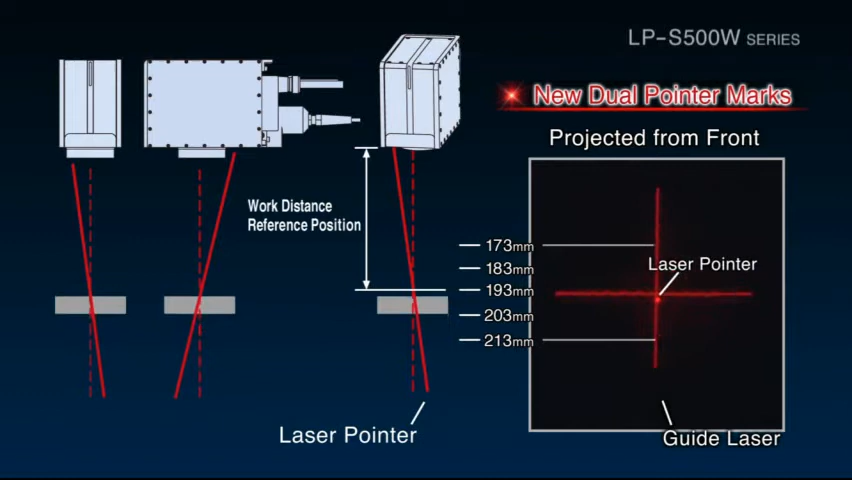 LP-S500W SERIES
New Dual Pointer Marks
Projected from Front
Work Distance
Reference Position
173mm
183mm
193mm
203mm
213mm
Laser Pointer
Laser Pointer
Guide Laser